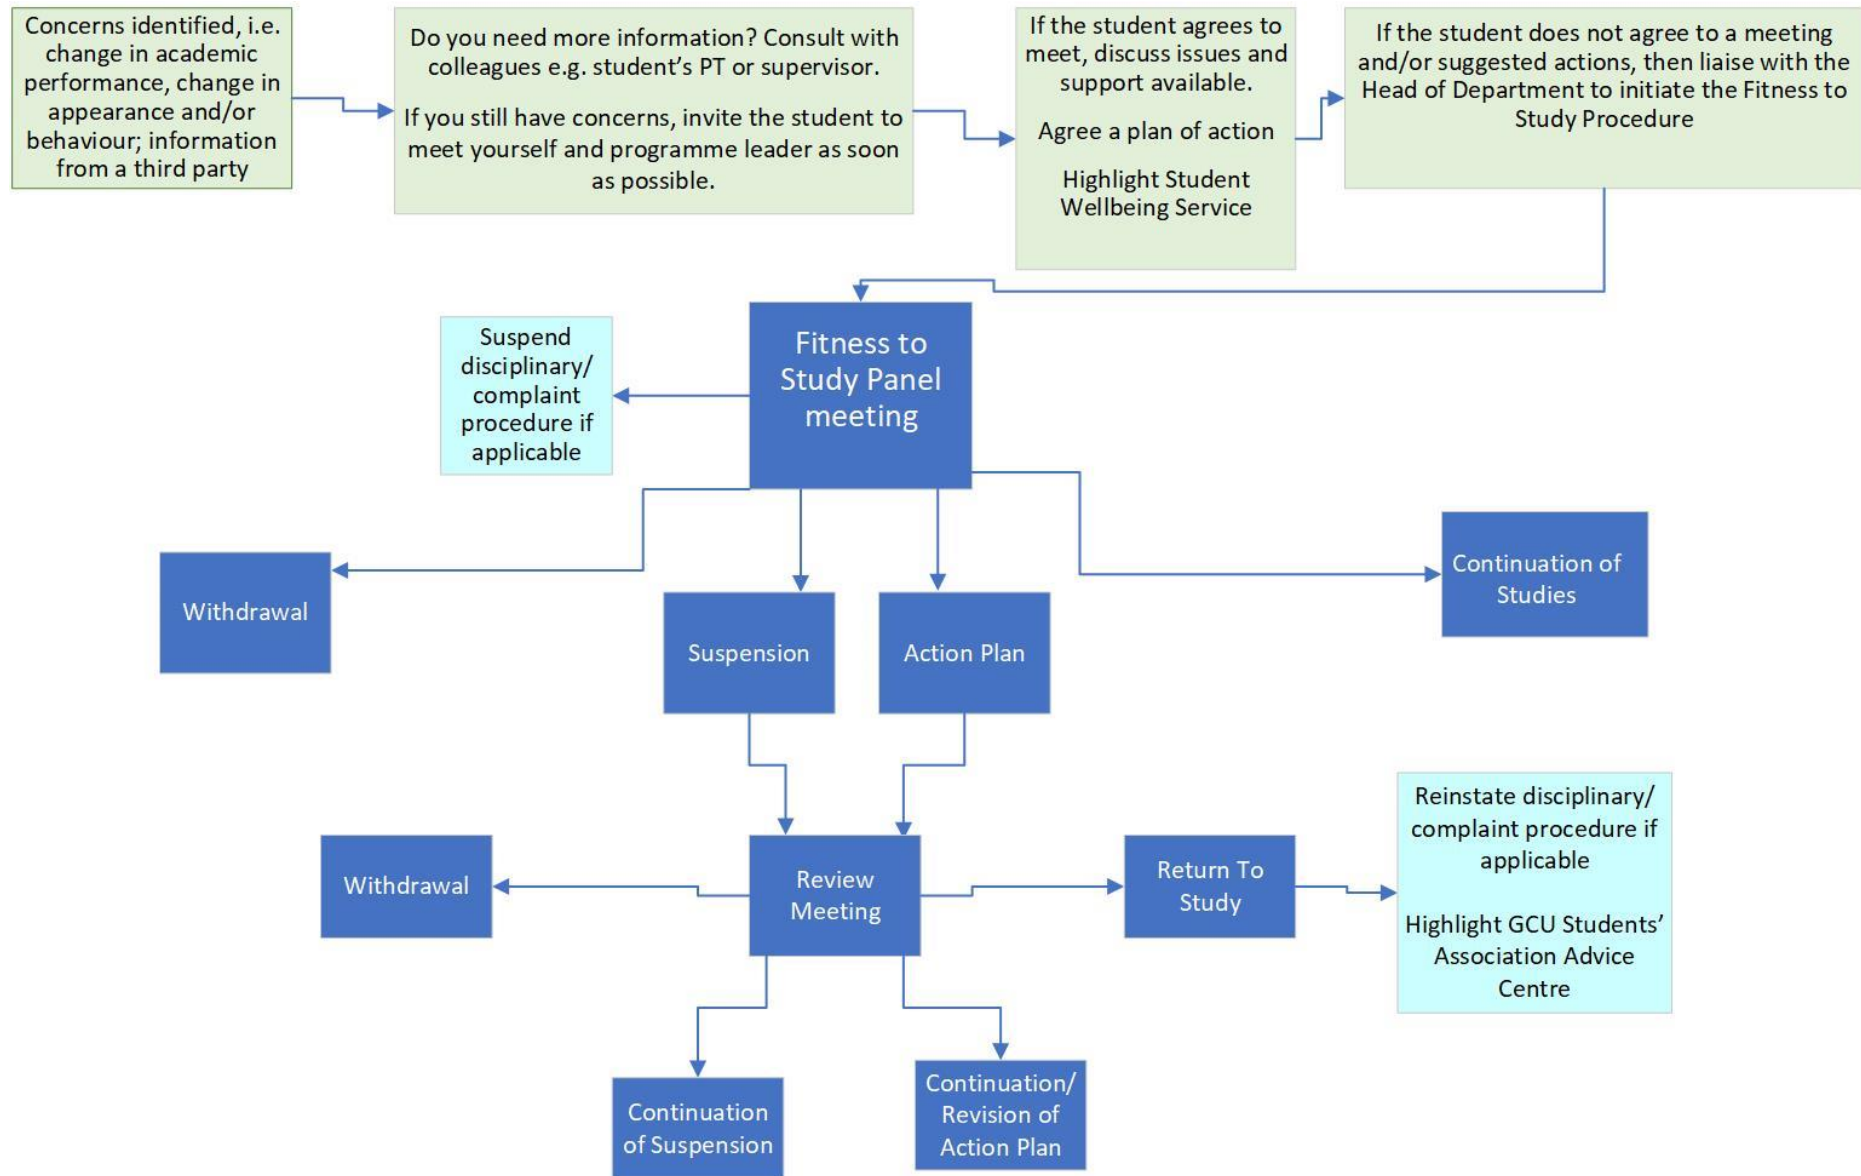 Concerns identified, i.e.
change in academic
performance, change in
appearance and/or
behaviour; information
from a third party
Do you need more information? Consult with
colleagues e.g. student’s PT or supervisor.
If you still have concerns, invite the student to
meet yourself and programme leader as soon
as possible.
If the student agrees to
meet, discuss issues and
support available.
Agree a plan of action
Highlight Student
Wellbeing Service
If the student does not agree to a meeting
and/or suggested actions, then liaise with the
Head of Department to initiate the Fitness to
Study Procedure
Suspend
disciplinary/
complaint
procedure if
applicable
Fitness to
Study Panel
meeting
Withdrawal
Suspension
Action Plan
Continuation of
Studies
Withdrawal
Review
Meeting
Return To
Study
Reinstate disciplinary/
complaint procedure if
applicable
Highlight GCU Students’
Association Advice
Centre
Continuation
of Suspension
Continuation/
Revision of
Action Plan